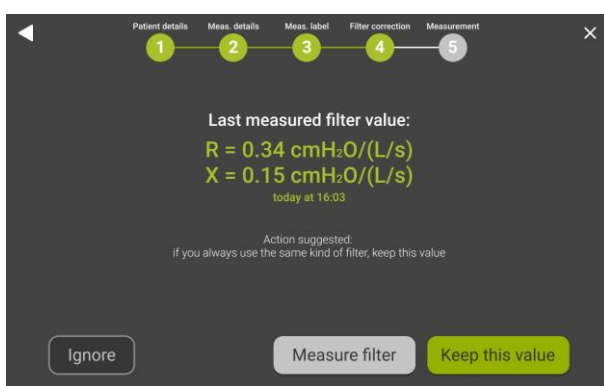 Patient details
Meas. details
Meas. label
Filter correction
Measurement
1
2
3
4
5
Last measured filter value:
R = 0.34 cmH₂O/(L/s)
X = 0.15 cmH₂O/(L/s)
today at 16:03
Action suggested:
if you always use the same kind of filter, keep this value
Ignore
Measure filter
Keep this value